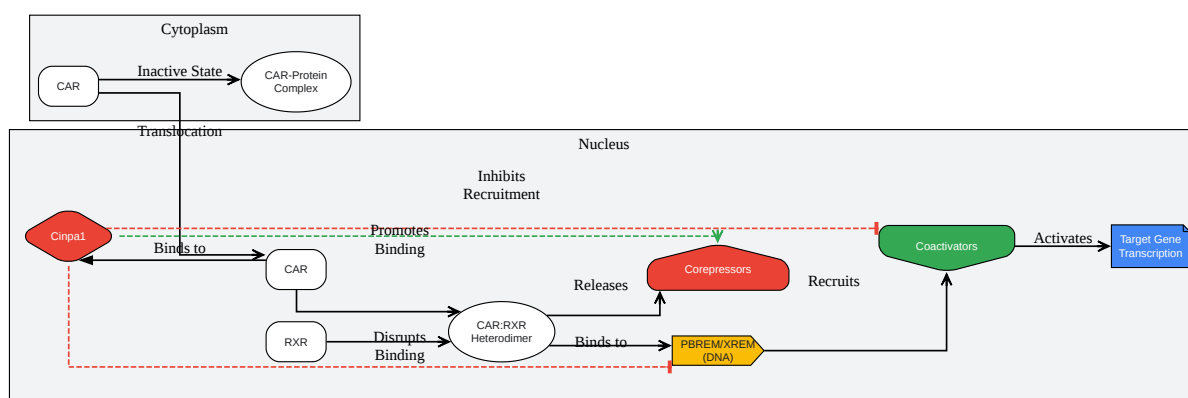 Cytoplasm
CAR
Inactive State
CAR-Protein
Complex
Translocation
Nucleus
Inhibits
Recruitment
Cinpa1
Promotes
Binding
Binds to
CAR
Corepressors
Releases
Recruits
Coactivators
Activates
Target Gene
Transcription
RXR
Disrupts
Binding
CAR:RXR
Heterodimer
Binds to
PBREM/XREM
(DNA)